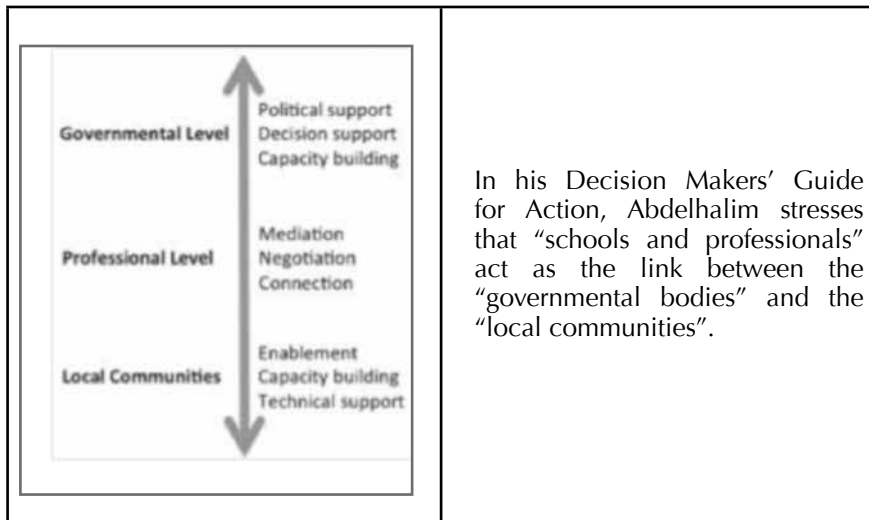 Governmental Level
Political support
Decision support
Capacity building
Professional Level
Mediation
Negotiation
Connection
Local Communities
Enablement
Capacity building
Technical support
In his Decision Makers’ Guide
for Action, Abdelhalim stresses
that “schools and professionals”
act as the link between the
“governmental bodies” and the
“local communities”.